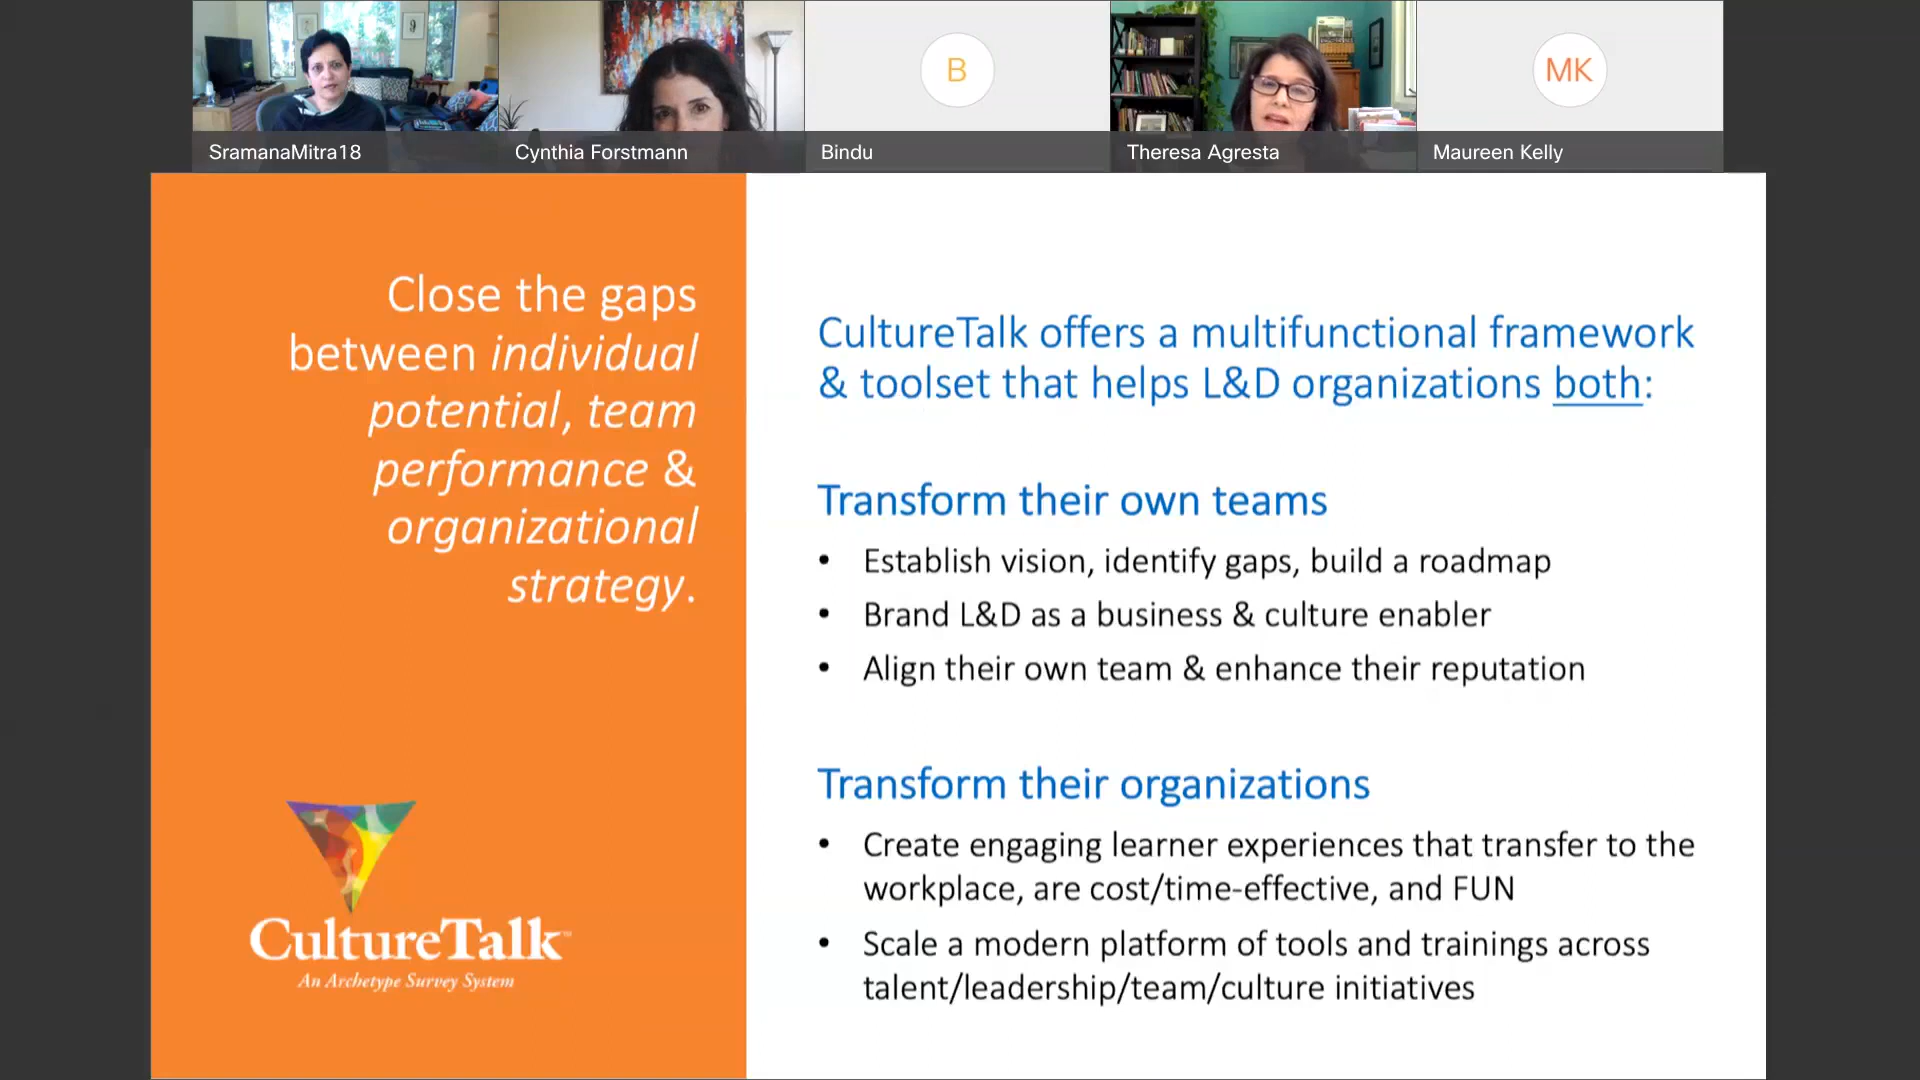 B
MK
SramanaMitra18
Cynthia Forstmann
Bindu
Theresa Agresta
Maureen Kelly
Close the gaps
between individual
potential, team
performance &
organizational
strategy.
CultureTalk™
An Archetype Survey System
CultureTalk offers a multifunctional framework
& toolset that helps L&D organizations both:
Transform their own teams
• Establish vision, identify gaps, build a roadmap
• Brand L&D as a business & culture enabler
• Align their own team & enhance their reputation
Transform their organizations
• Create engaging learner experiences that transfer to the
workplace, are cost/time-effective, and FUN
• Scale a modern platform of tools and trainings across
talent/leadership/team/culture initiatives